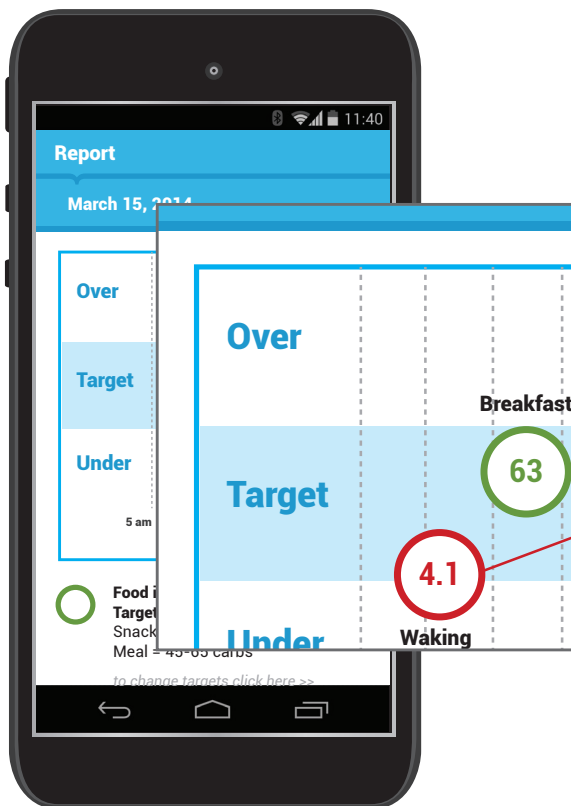 11:40
Report
March 15, 2014
Over
Target
Under
5 am
Over
Breakfast
63
Target
4.1
Under
Waking
Food i
Target
Snack
Meal = 45-65 carbs
to change targets click here >>